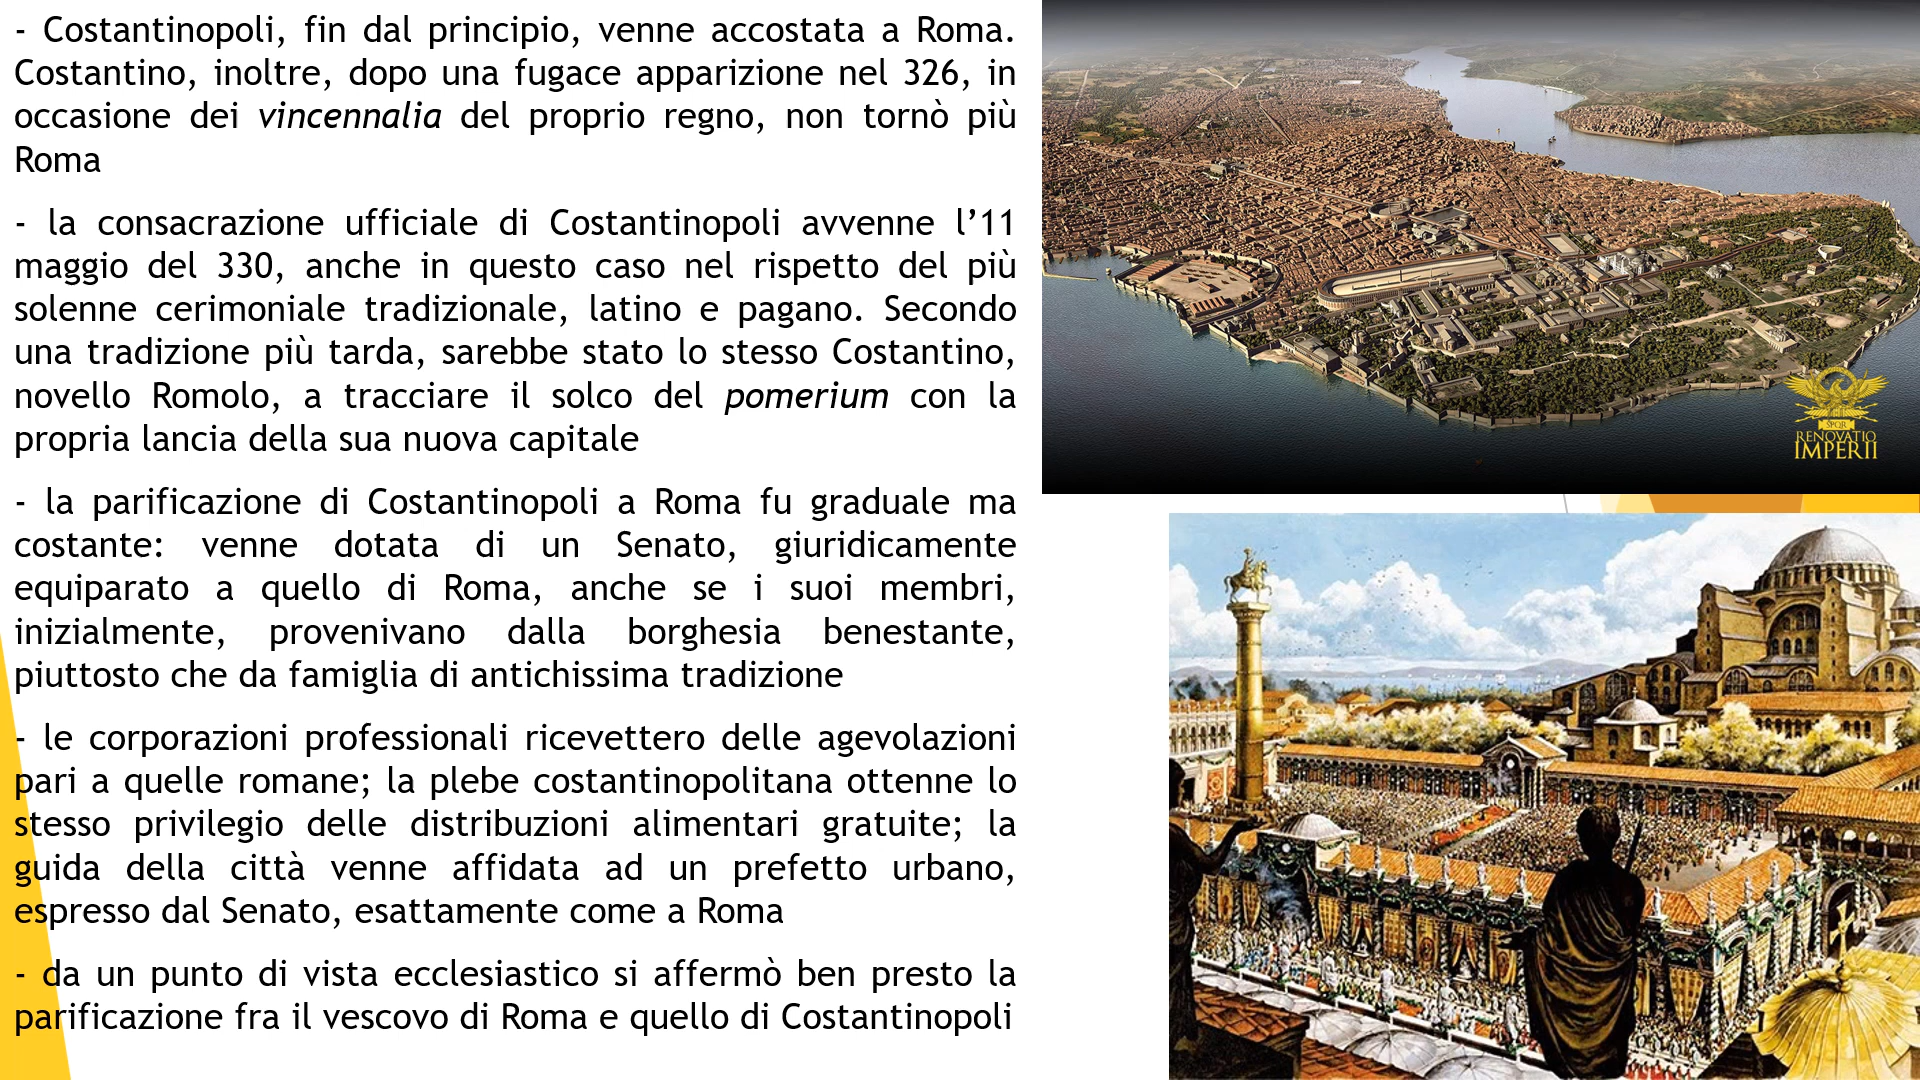 - Costantinopoli, fin dal principio, venne accostata a Roma.
Costantino, inoltre, dopo una fugace apparizione nel 326, in
occasione dei vincennalia del proprio regno, non tornò più
Roma
- la consacrazione ufficiale di Costantinopoli avvenne l’11
maggio del 330, anche in questo caso nel rispetto del più
solenne cerimoniale tradizionale, latino e pagano. Secondo
una tradizione più tarda, sarebbe stato lo stesso Costantino,
novello Romolo, a tracciare il solco del pomerium con la
propria lancia della sua nuova capitale
- la parificazione di Costantinopoli a Roma fu graduale ma
costante: venne dotata di un Senato, giuridicamente
equiparato a quello di Roma, anche se i suoi membri,
inizialmente, provenivano dalla borghesia benestante,
piuttosto che da famiglia di antichissima tradizione
- le corporazioni professionali ricevettero delle agevolazioni
pari a quelle romane; la plebe costantinopolitana ottenne lo
stesso privilegio delle distribuzioni alimentari gratuite; la
guida della città venne affidata ad un prefetto urbano,
espresso dal Senato, esattamente come a Roma
- da un punto di vista ecclesiastico si affermò ben presto la
parificazione fra il vescovo di Roma e quello di Costantinopoli
SPQR
RENOVATIO
IMPERII